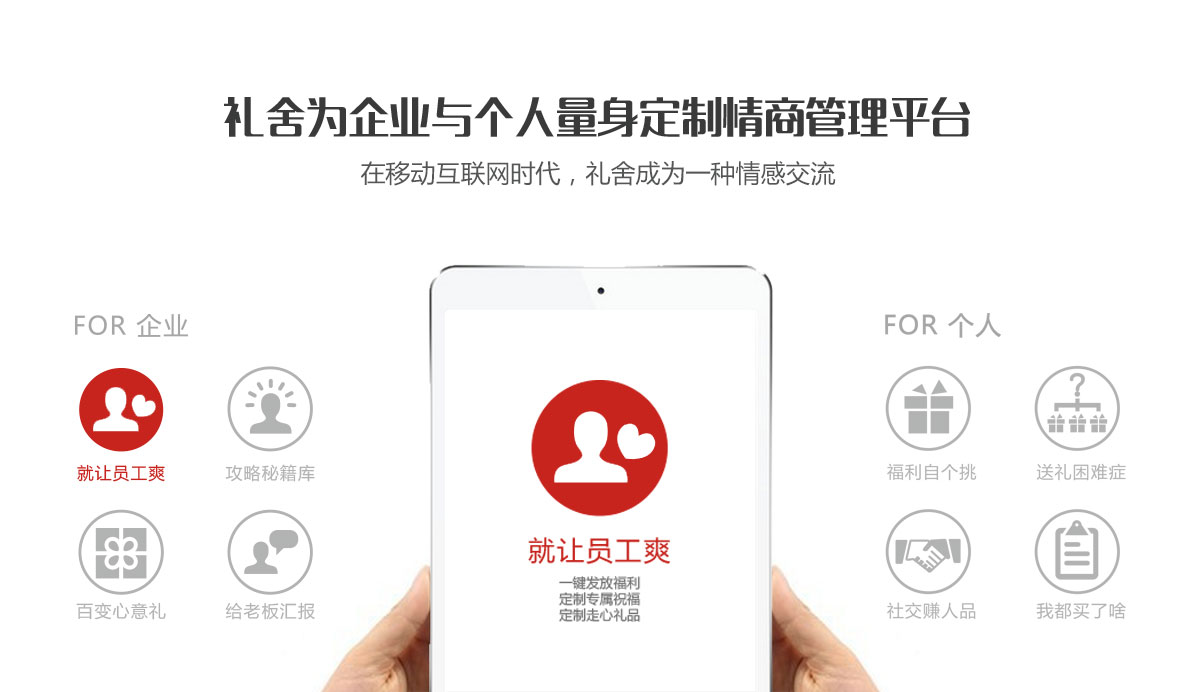 礼舍为企业与个人量身定制情商管理平台
在移动互联网时代，礼舍成为一种情感交流
FOR 企业
就让员工爽
攻略秘籍库
百变心意礼
给老板汇报
就让员工爽
一键发放福利
定制专属祝福
定制走心礼品
FOR 个人
福利自个挑
送礼困难症
社交赚人品
我都买了啥